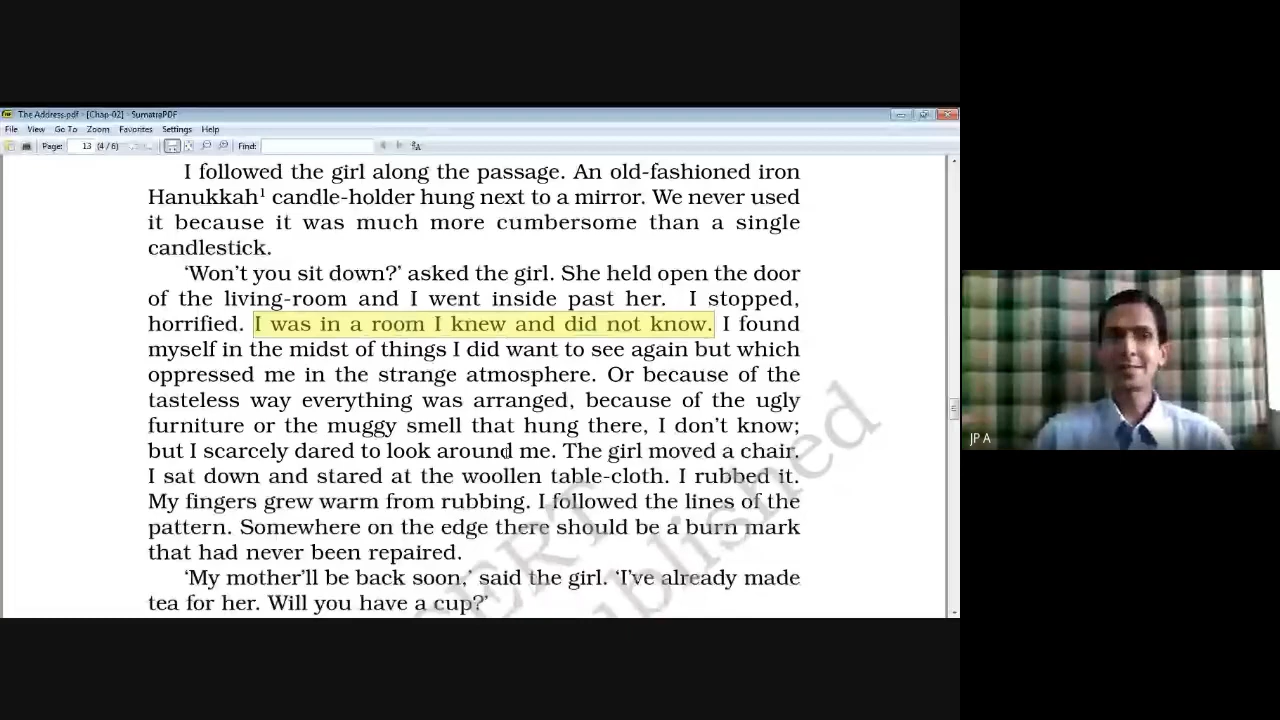 The Address.pdf - [Chap-02] - SumatraPDF
File View Go To Zoom Favorites Settings Help
Page: 13 (4 / 6) Find:
I followed the girl along the passage. An old-fashioned iron
Hanukkah¹ candle-holder hung next to a mirror. We never used
it because it was much more cumbersome than a single
candlestick.
‘Won’t you sit down?’ asked the girl. She held open the door
of the living-room and I went inside past her. I stopped,
horrified. I was in a room I knew and did not know. I found
myself in the midst of things I did want to see again but which
oppressed me in the strange atmosphere. Or because of the
tasteless way everything was arranged, because of the ugly
furniture or the muggy smell that hung there, I don’t know;
but I scarcely dared to look around me. The girl moved a chair.
I sat down and stared at the woollen table-cloth. I rubbed it.
My fingers grew warm from rubbing. I followed the lines of the
pattern. Somewhere on the edge there should be a burn mark
that had never been repaired.
‘My mother’ll be back soon,’ said the girl. ‘I’ve already made
tea for her. Will you have a cup?’
JP A